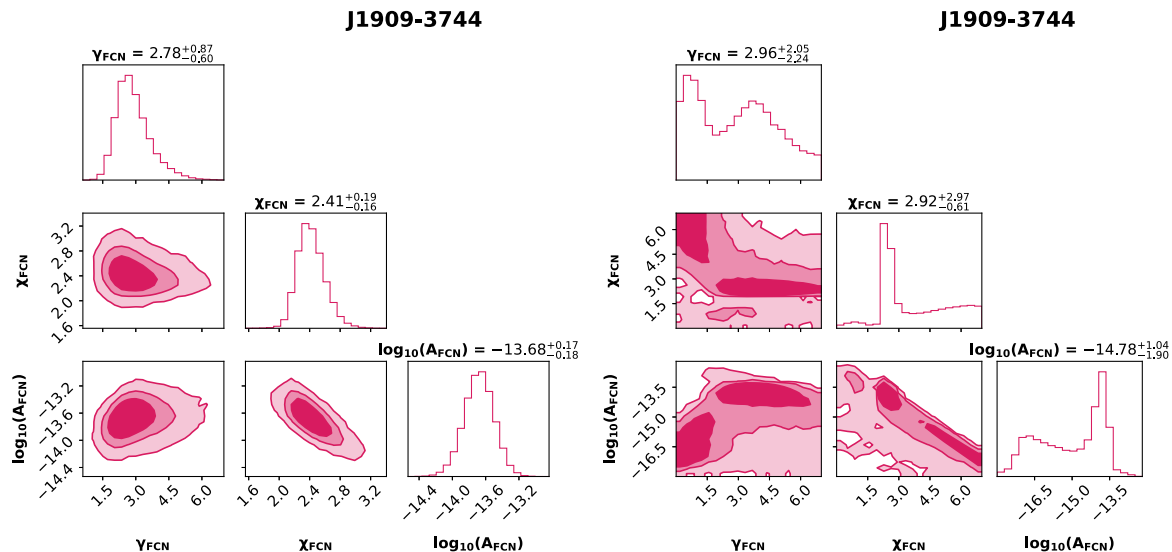 J1909-3744
J1909-3744
γFCN = 2.78+0.87−0.60
γFCN = 2.96+2.05−2.24
χFCN = 2.41+0.19−0.16
χFCN = 2.92+2.97−0.61
χFCN
3.2
2.8
2.4
2.0
1.6
χFCN
6.0
4.5
3.0
1.5
log10(AFCN) = −13.68+0.17−0.18
log10(AFCN) = −14.78+1.04−1.90
log10(AFCN)
−13.2
−13.6
−14.0
−14.4
log10(AFCN)
−13.5
−15.0
−16.5
1.5 3.0 4.5 6.0
1.6 2.0 2.4 2.8 3.2
−14.4 −14.0 −13.6 −13.2
1.5 3.0 4.5 6.0
1.5 3.0 4.5 6.0
−16.5 −15.0 −13.5
γFCN χFCN log10(AFCN)
γFCN χFCN log10(AFCN)